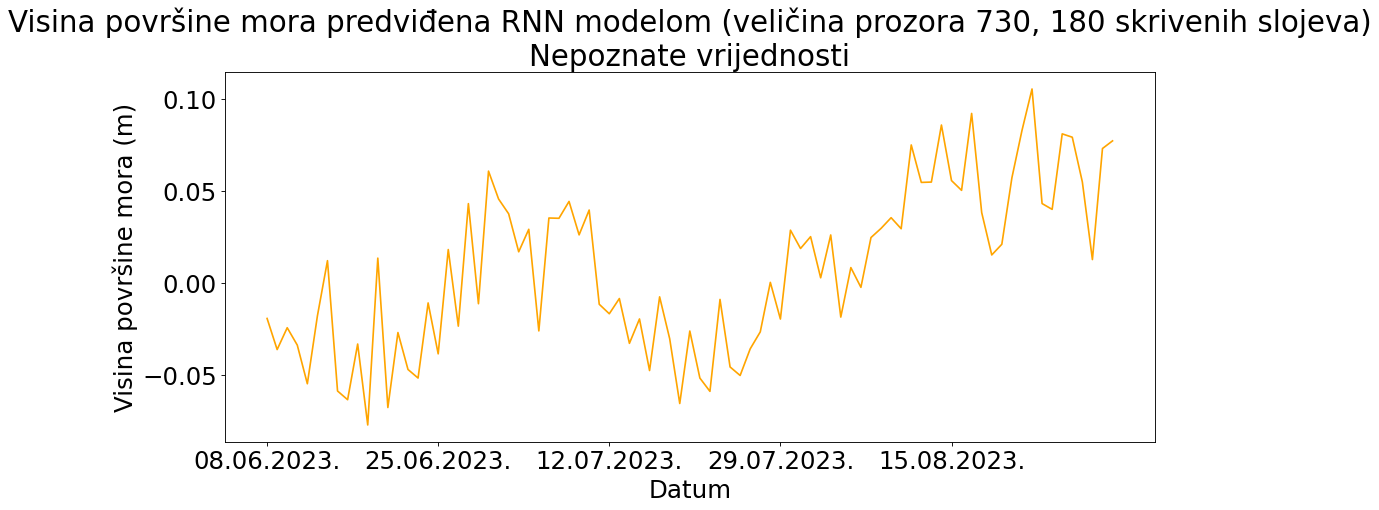 Visina površine mora predviđena RNN modelom (veličina prozora 730, 180 skrivenih slojeva)
Nepoznate vrijednosti
Visina površine mora (m)
0.10
0.05
0.00
−0.05
08.06.2023. 25.06.2023. 12.07.2023. 29.07.2023. 15.08.2023.
Datum